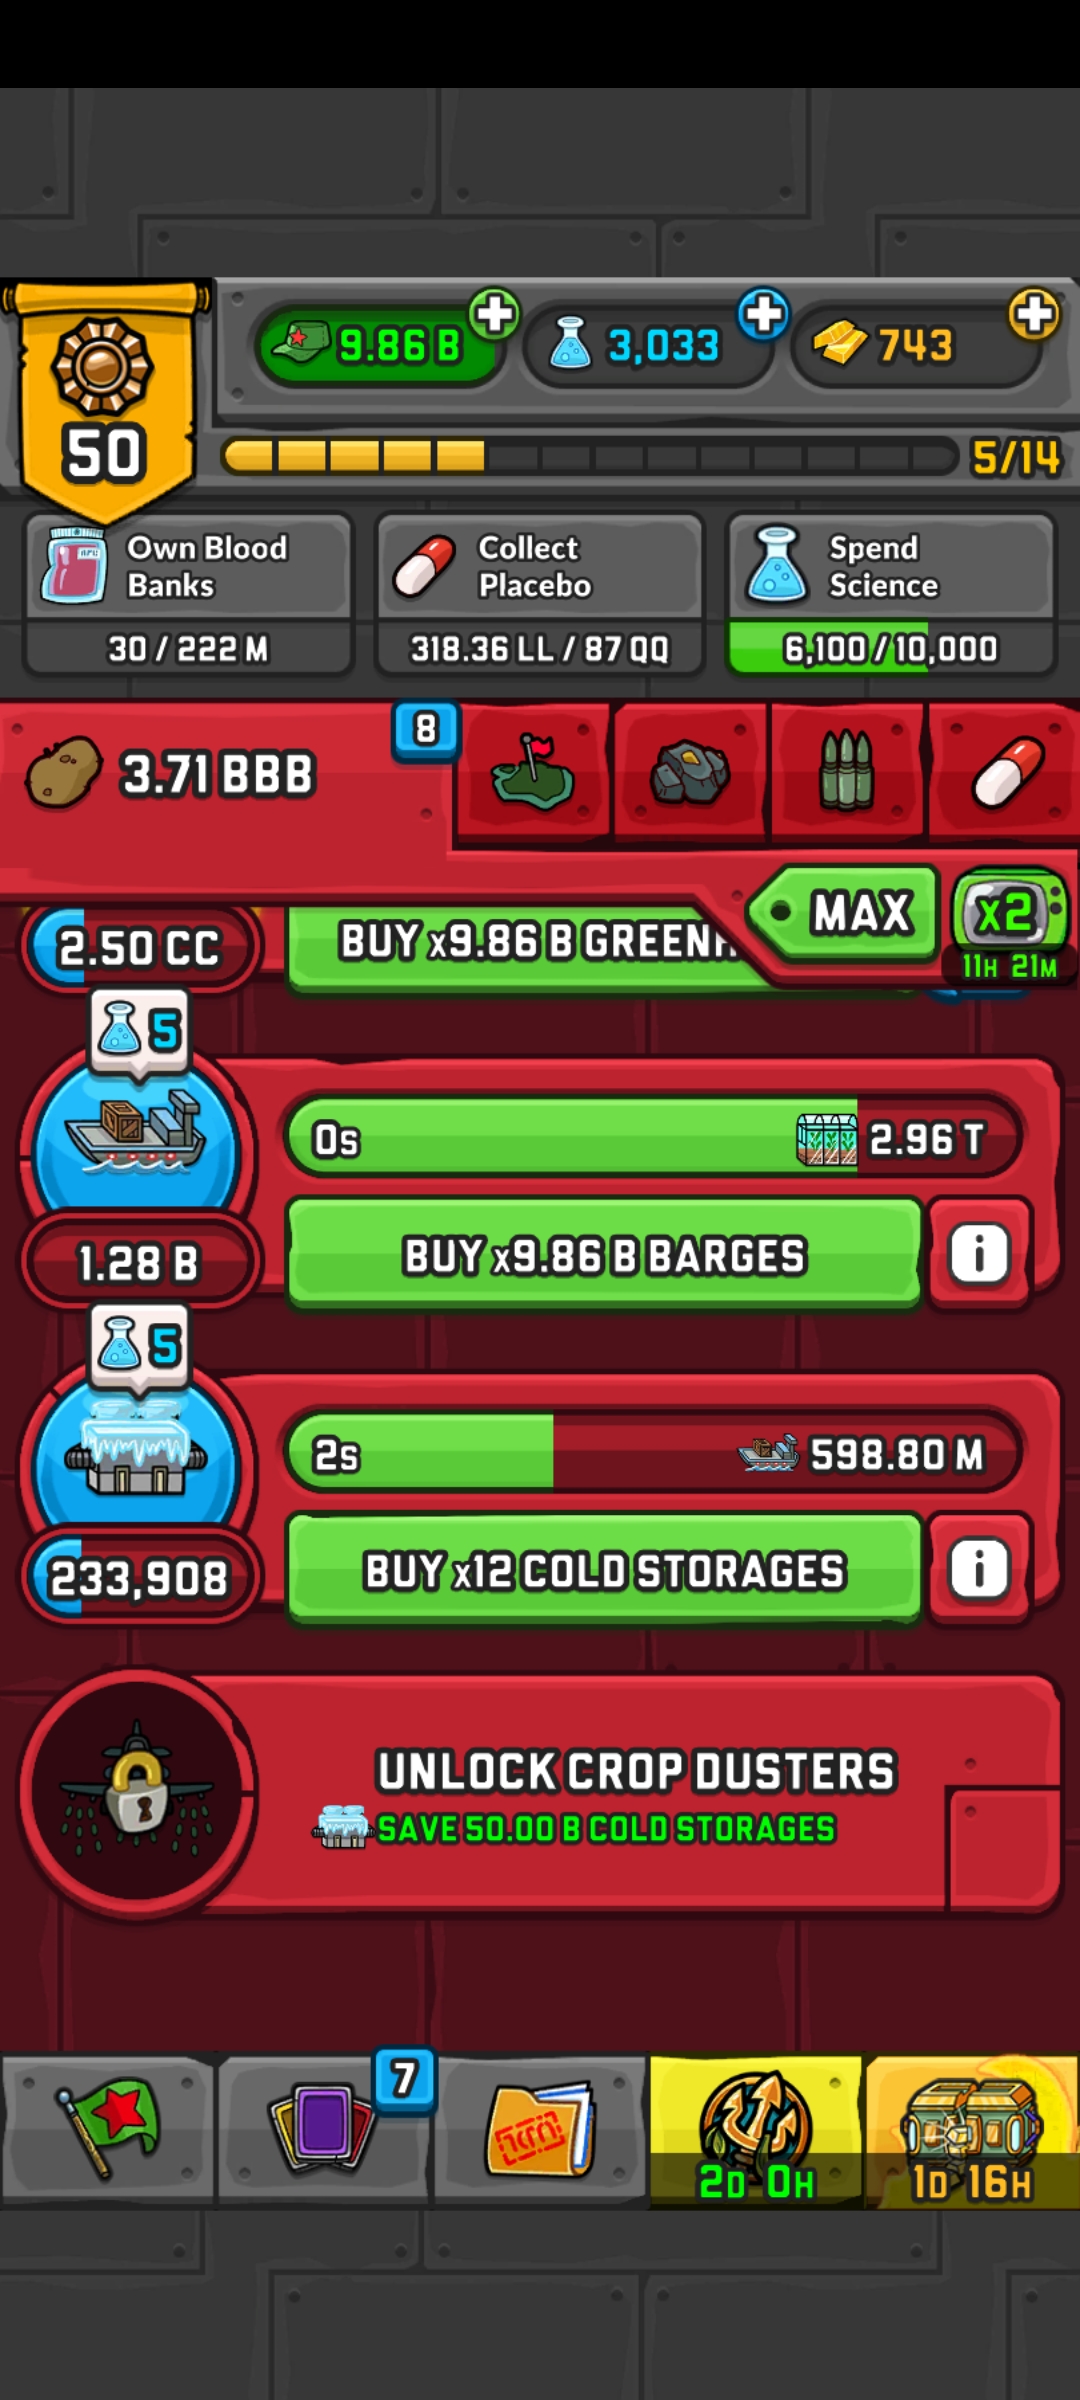 9.86 B
3,033
743
50
5/14
Own Blood
Banks
30 / 222 M
Collect
Placebo
318.36 LL / 87 QQ
Spend
Science
6,100 / 10,000
3.71 BBB
8
MAX
x2
11H 21M
2.50 CC
BUY x9.86 B GREENH
5
0s
2.96 T
1.28 B
BUY x9.86 B BARGES
i
5
2s
598.80 M
233,908
BUY x12 COLD STORAGES
i
UNLOCK CROP DUSTERS
SAVE 50.00 B COLD STORAGES
7
2D 0H
1D 16H